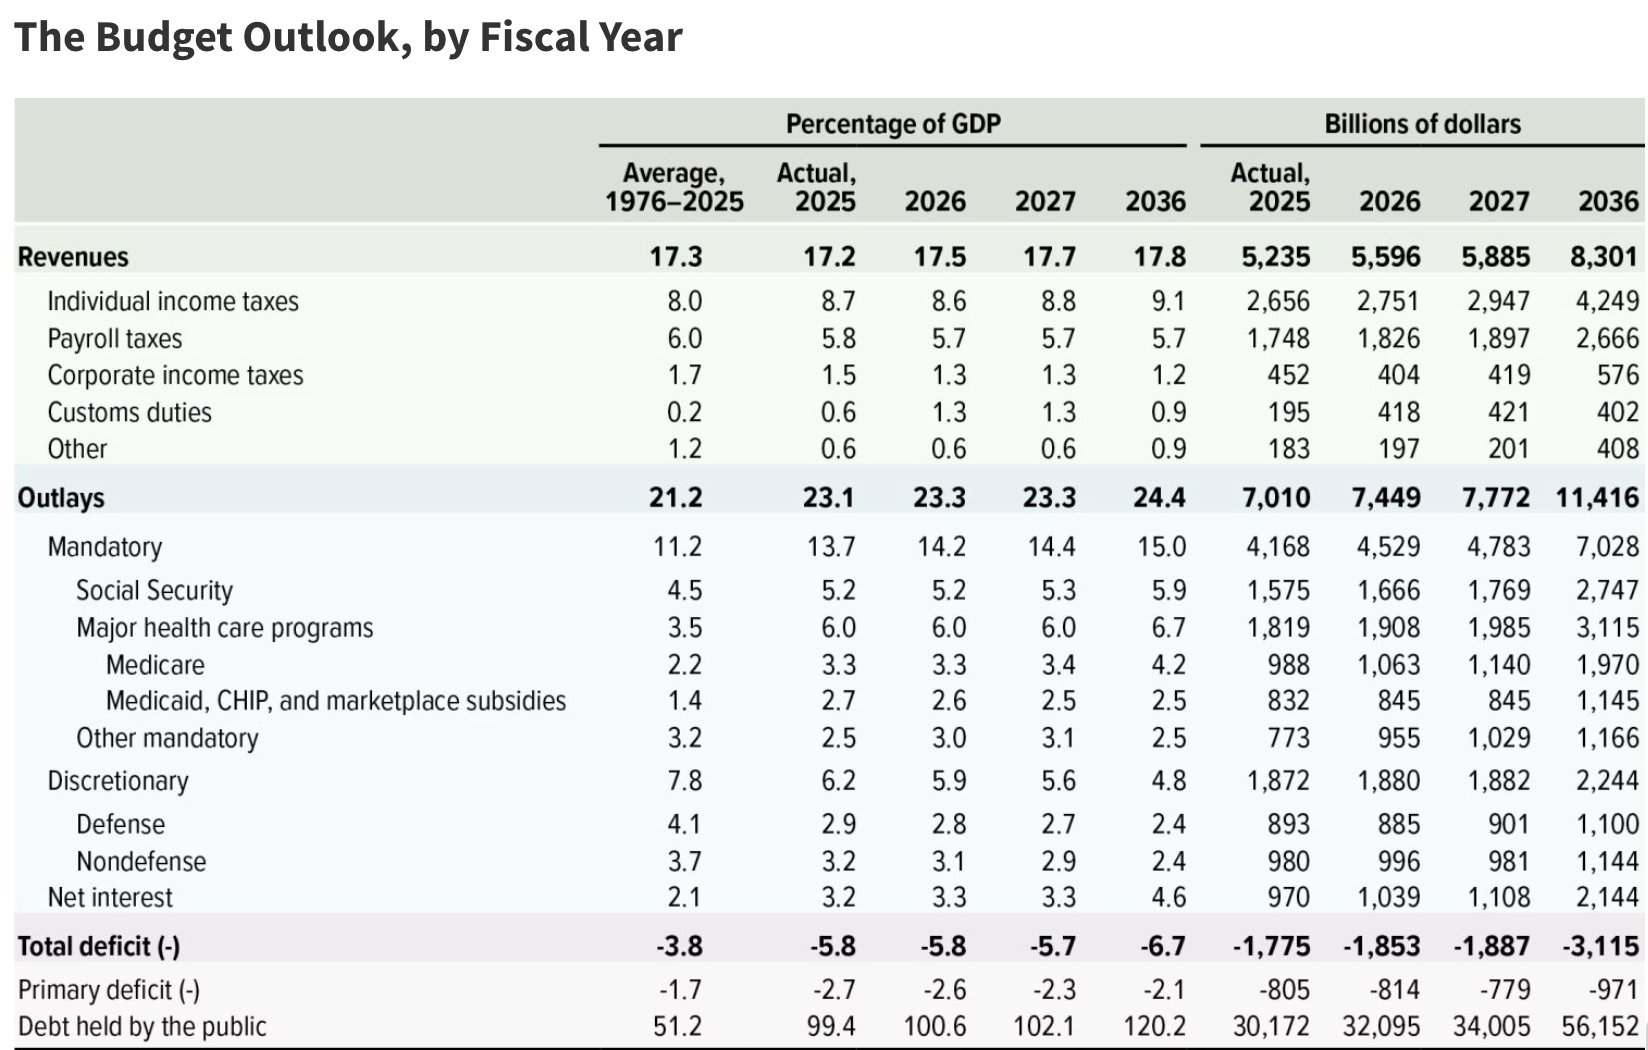 The Budget Outlook, by Fiscal Year
Percentage of GDP Billions of dollars
Average, 1976–2025 Actual, 2025 2026 2027 2036 Actual, 2025 2026 2027 2036
Revenues 17.3 17.2 17.5 17.7 17.8 5,235 5,596 5,885 8,301
Individual income taxes 8.0 8.7 8.6 8.8 9.1 2,656 2,751 2,947 4,249
Payroll taxes 6.0 5.8 5.7 5.7 5.7 1,748 1,826 1,897 2,666
Corporate income taxes 1.7 1.5 1.3 1.3 1.2 452 404 419 576
Customs duties 0.2 0.6 1.3 1.3 0.9 195 418 421 402
Other 1.2 0.6 0.6 0.6 0.9 183 197 201 408
Outlays 21.2 23.1 23.3 23.3 24.4 7,010 7,449 7,772 11,416
Mandatory 11.2 13.7 14.2 14.4 15.0 4,168 4,529 4,783 7,028
Social Security 4.5 5.2 5.2 5.3 5.9 1,575 1,666 1,769 2,747
Major health care programs 3.5 6.0 6.0 6.0 6.7 1,819 1,908 1,985 3,115
Medicare 2.2 3.3 3.3 3.4 4.2 988 1,063 1,140 1,970
Medicaid, CHIP, and marketplace subsidies 1.4 2.7 2.6 2.5 2.5 832 845 845 1,145
Other mandatory 3.2 2.5 3.0 3.1 2.5 773 955 1,029 1,166
Discretionary 7.8 6.2 5.9 5.6 4.8 1,872 1,880 1,882 2,244
Defense 4.1 2.9 2.8 2.7 2.4 893 885 901 1,100
Nondefense 3.7 3.2 3.1 2.9 2.4 980 996 981 1,144
Net interest 2.1 3.2 3.3 3.3 4.6 970 1,039 1,108 2,144
Total deficit (-) -3.8 -5.8 -5.8 -5.7 -6.7 -1,775 -1,853 -1,887 -3,115
Primary deficit (-) -1.7 -2.7 -2.6 -2.3 -2.1 -805 -814 -779 -971
Debt held by the public 51.2 99.4 100.6 102.1 120.2 30,172 32,095 34,005 56,152